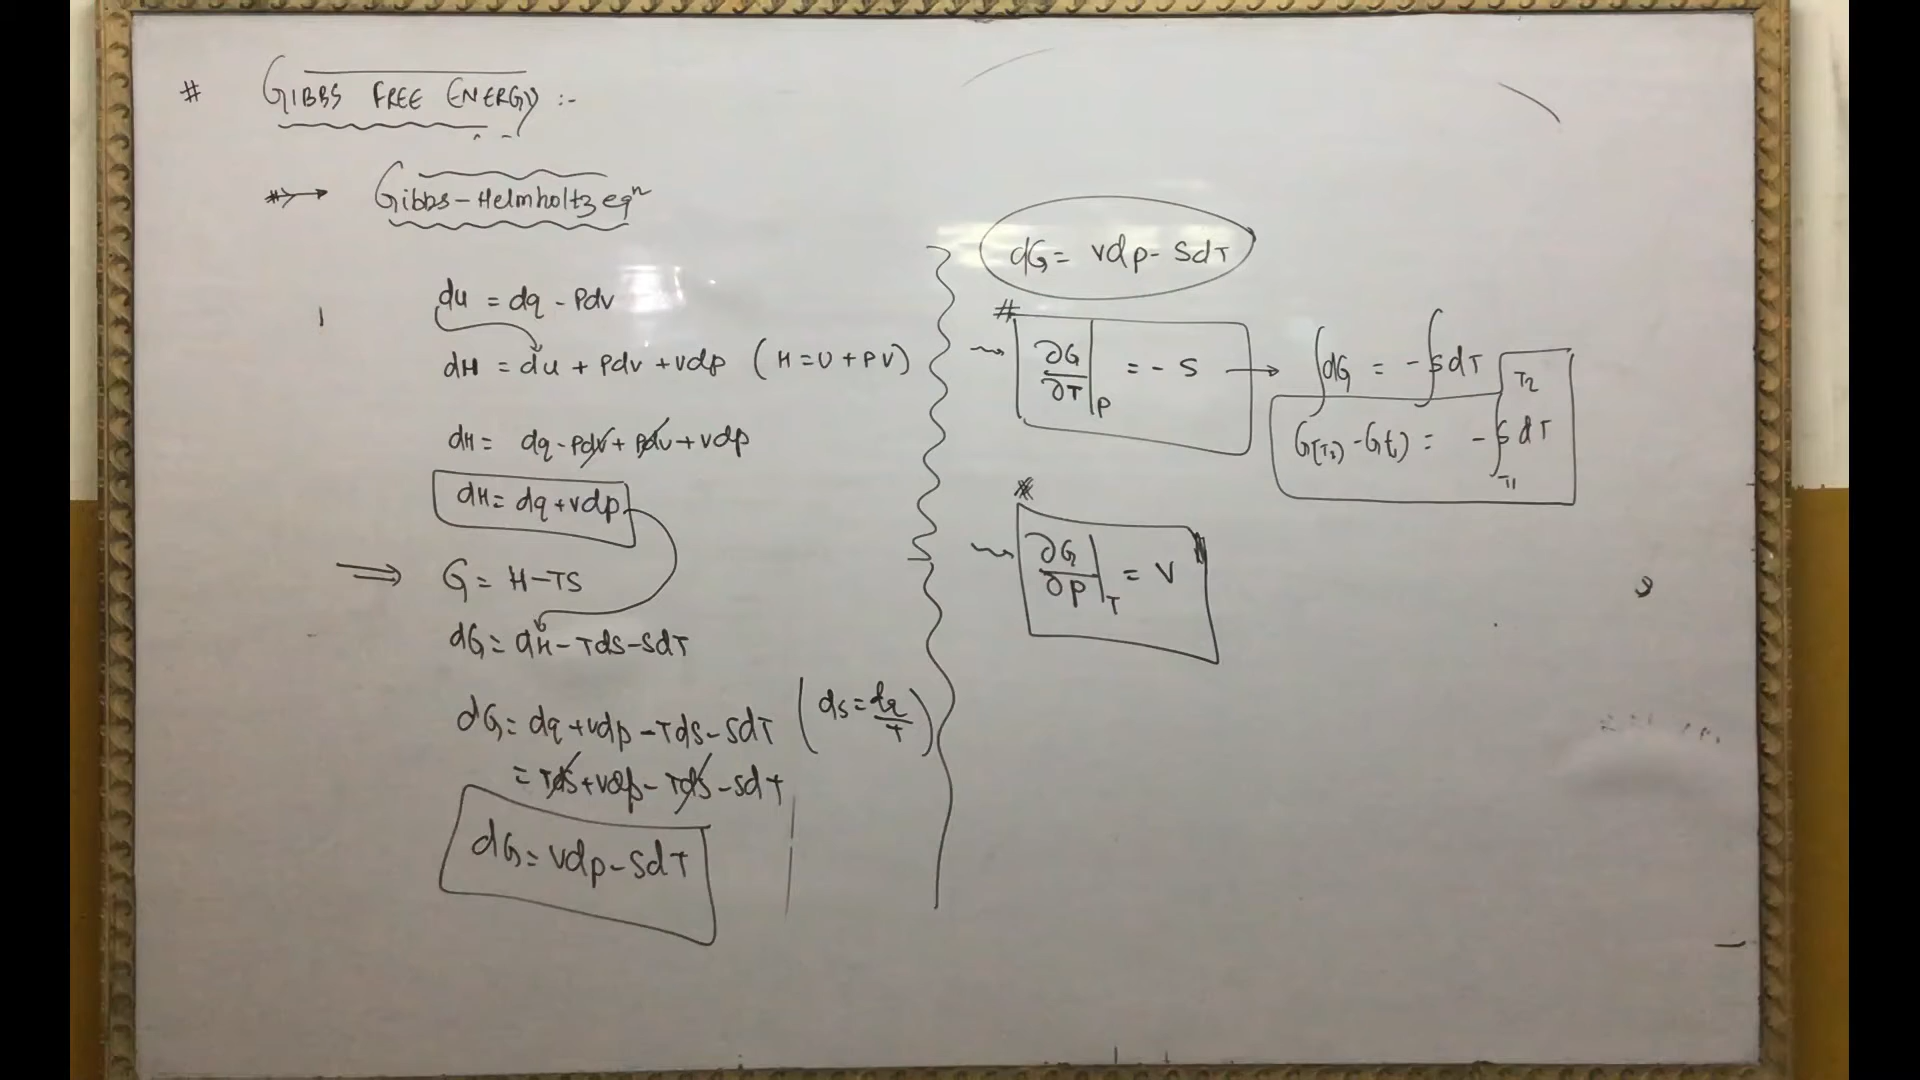 # GIBBS FREE ENERGY :-
Gibbs-Helmholtz eqⁿ
du = dq - Pdv
dH = du + Pdv + vdp (H = U + PV)
dH = dq - Pdv + Pdv + vdp
dH = dq + vdp
⇒ G = H - TS
dG = dH - Tds - SdT
dG = dq + vdp - Tds - SdT (ds = dq/T)
= Tds + vdp - Tds - SdT
dG = vdp - SdT
dG = vdp - SdT
# ∂G/∂T|P = - S → ∫dG = -∫SdT
G(T₂) - G(t) = -∫ S dT T₂ T₁
* ∂G/∂P|T = V